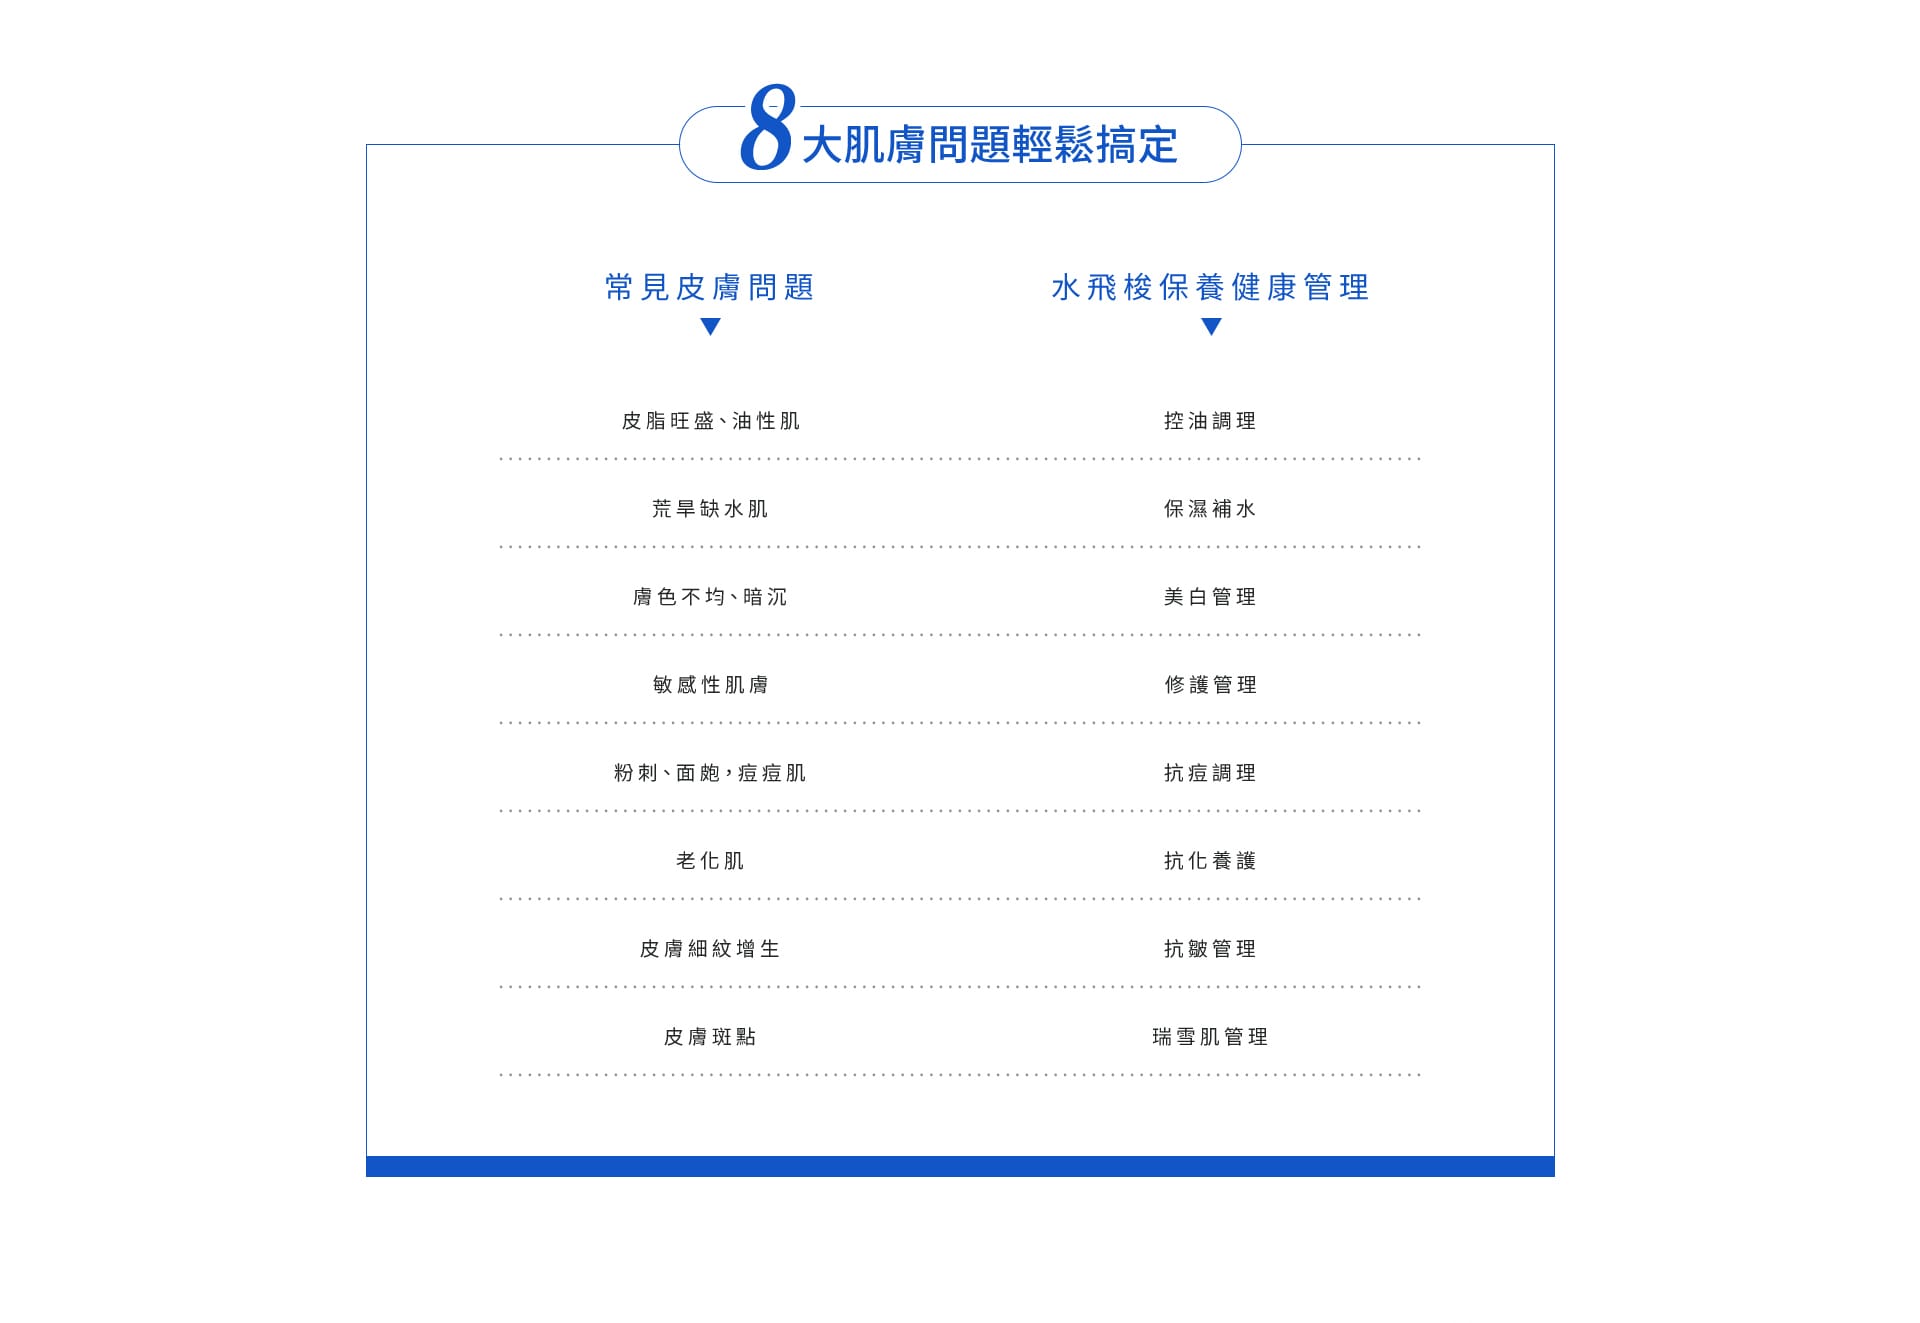 8大肌膚問題輕鬆搞定
常見皮膚問題 水飛梭保養健康管理
皮脂旺盛、油性肌 控油調理
荒旱缺水肌 保濕補水
膚色不均、暗沉 美白管理
敏感性肌膚 修護管理
粉刺、面皰，痘痘肌 抗痘調理
老化肌 抗化養護
皮膚細紋增生 抗皺管理
皮膚斑點 瑞雪肌管理